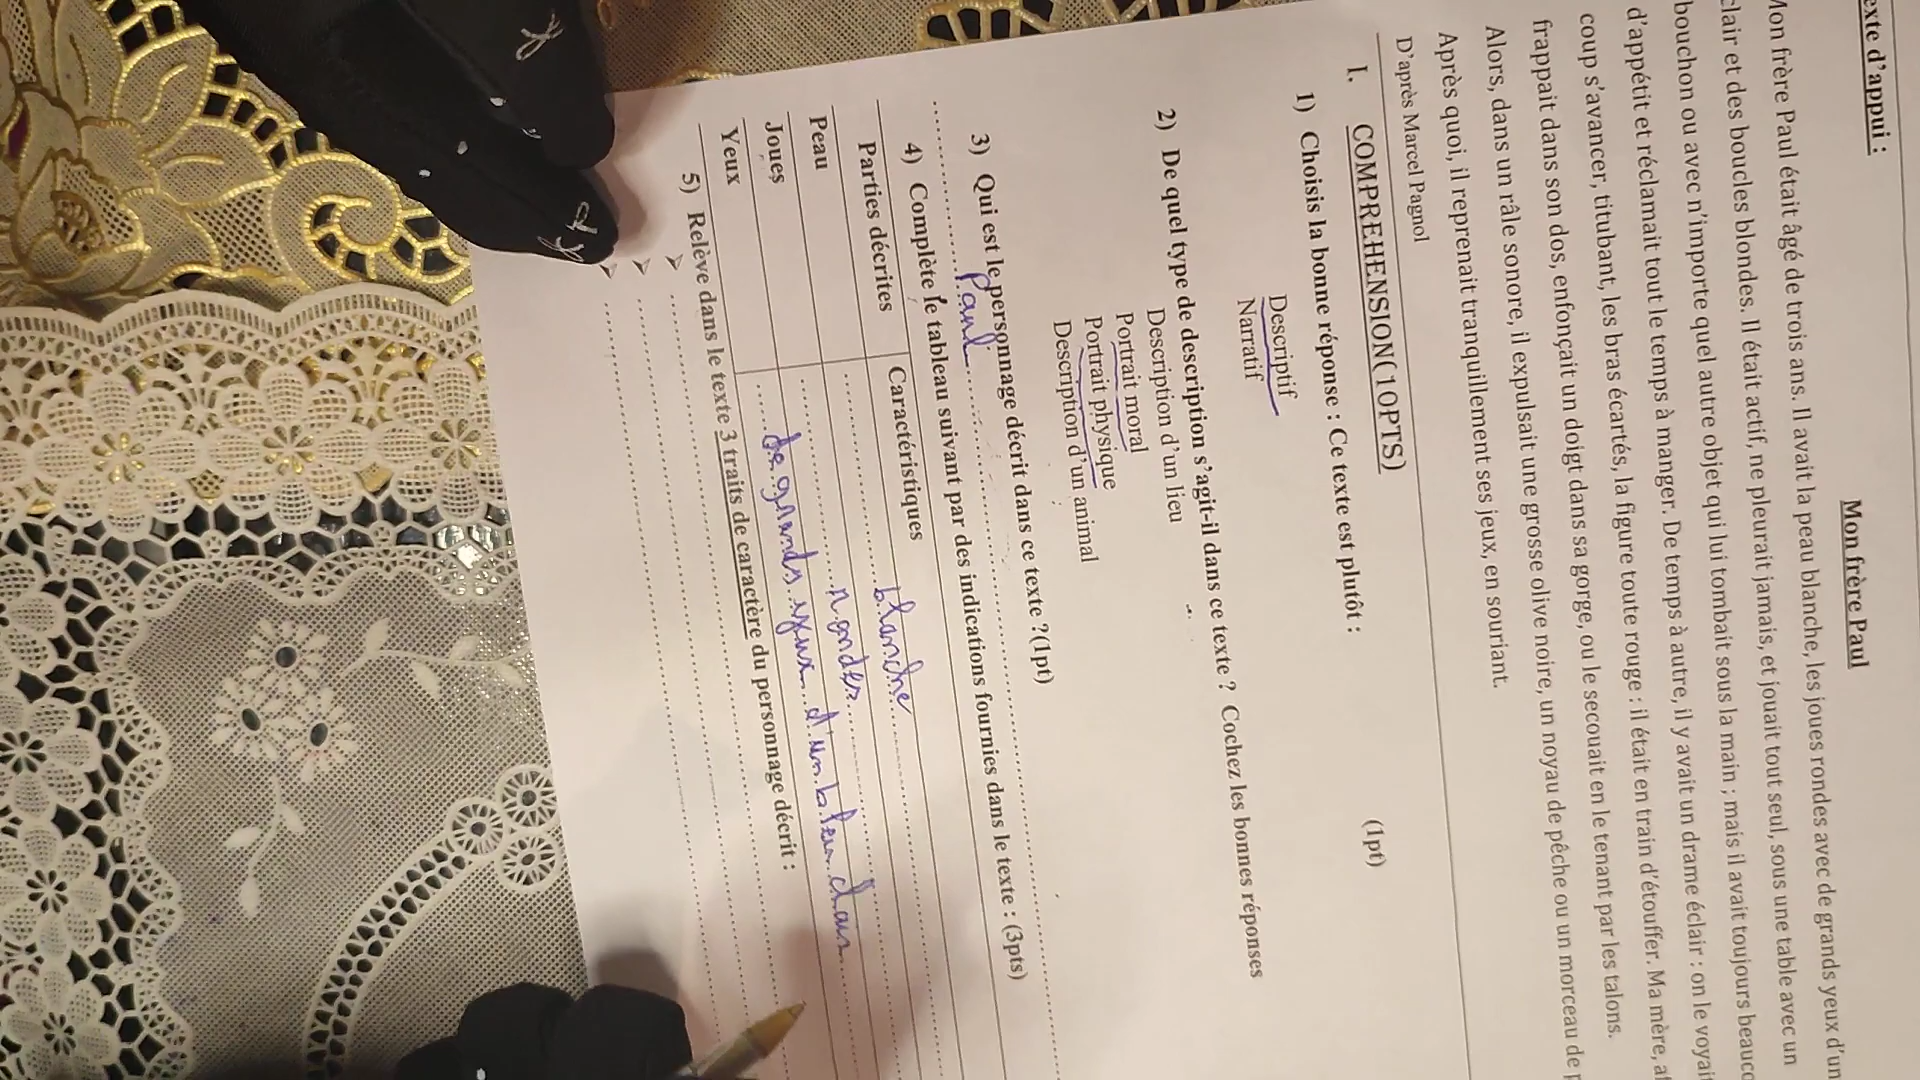 exte d'appui :
Mon frère Paul
Mon frère Paul était âgé de trois ans. Il avait la peau blanche, les joues rondes avec de grands yeux d'un
clair et des boucles blondes. Il était actif, ne pleurait jamais, et jouait tout seul, sous une table avec un
bouchon ou avec n'importe quel autre objet qui lui tombait sous la main ; mais il avait toujours beauco
d'appétit et réclamait tout le temps à manger. De temps à autre, il y avait un drame éclair : on le voyai
coup s'avancer, titubant, les bras écartés, la figure toute rouge : il était en train d'étouffer. Ma mère, af
frappait dans son dos, enfonçait un doigt dans sa gorge, ou le secouait en le tenant par les talons.
Alors, dans un râle sonore, il expulsait une grosse olive noire, un noyau de pêche ou un morceau de
Après quoi, il reprenait tranquillement ses jeux, en souriant.
D'après Marcel Pagnol
I. COMPREHENSION(10PTS)
1) Choisis la bonne réponse : Ce texte est plutôt : (1pt)
Descriptif
Narratif
2) De quel type de description s'agit-il dans ce texte ? Cochez les bonnes réponses
Description d'un lieu
Portrait moral
Portrait physique
Description d'un animal
3) Qui est le personnage décrit dans ce texte ?(1pt)
Paul
4) Complète le tableau suivant par des indications fournies dans le texte : (3pts)
Parties décrites Caractéristiques
Peau blanche
Joues rondes
Yeux de grands yeux d'un bleu clair
5) Relève dans le texte 3 traits de caractère du personnage décrit :